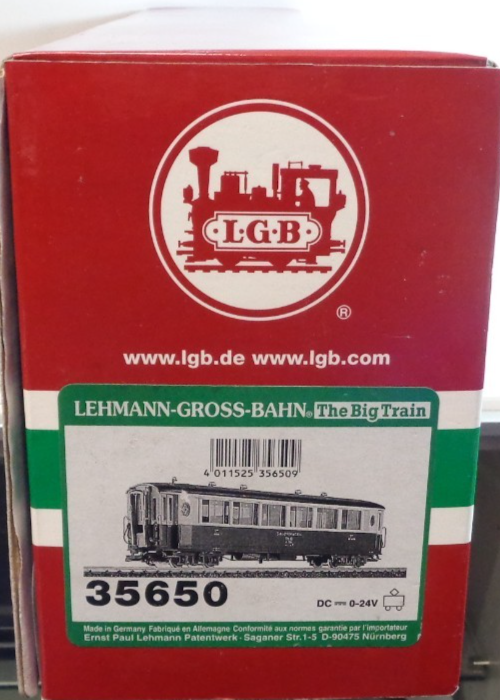 ·L·G·B·
®
www.lgb.de www.lgb.com
LEHMANN-GROSS-BAHN® The Big Train
4 011525 356509
35650
DC 0-24V
Made in Germany Fabriqué en Allemagne Conformité aux normes garantie par l'importateur
Ernst Paul Lehmann Patentwerk · Saganer Str.1-5 D-90475 Nürnberg